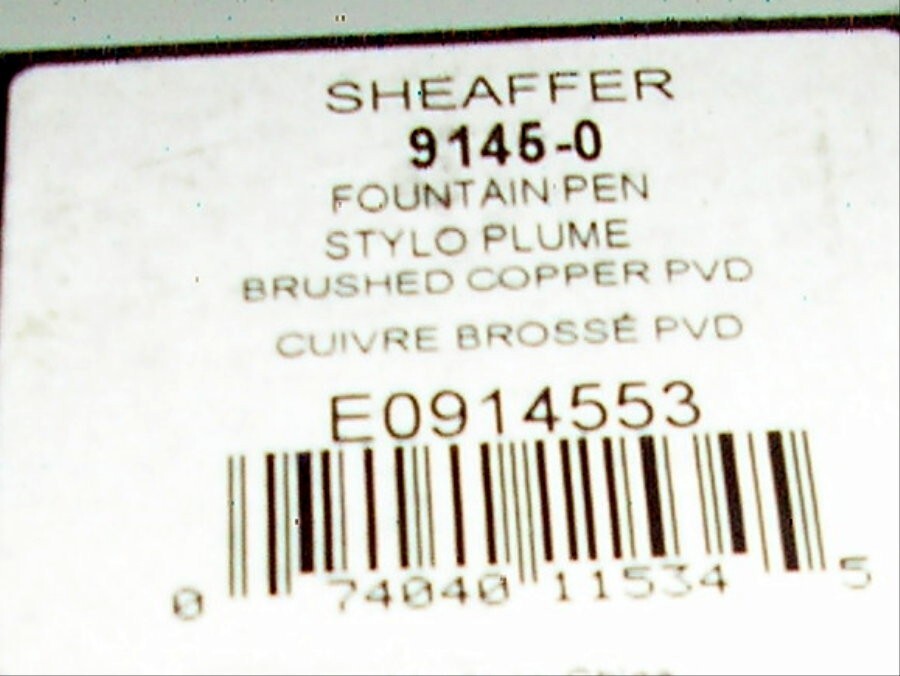 SHEAFFER
9145-0
FOUNTAIN PEN
STYLO PLUME
BRUSHED COPPER PVD
CUIVRE BROSSÉ PVD
E0914553
0 74040 11534 5